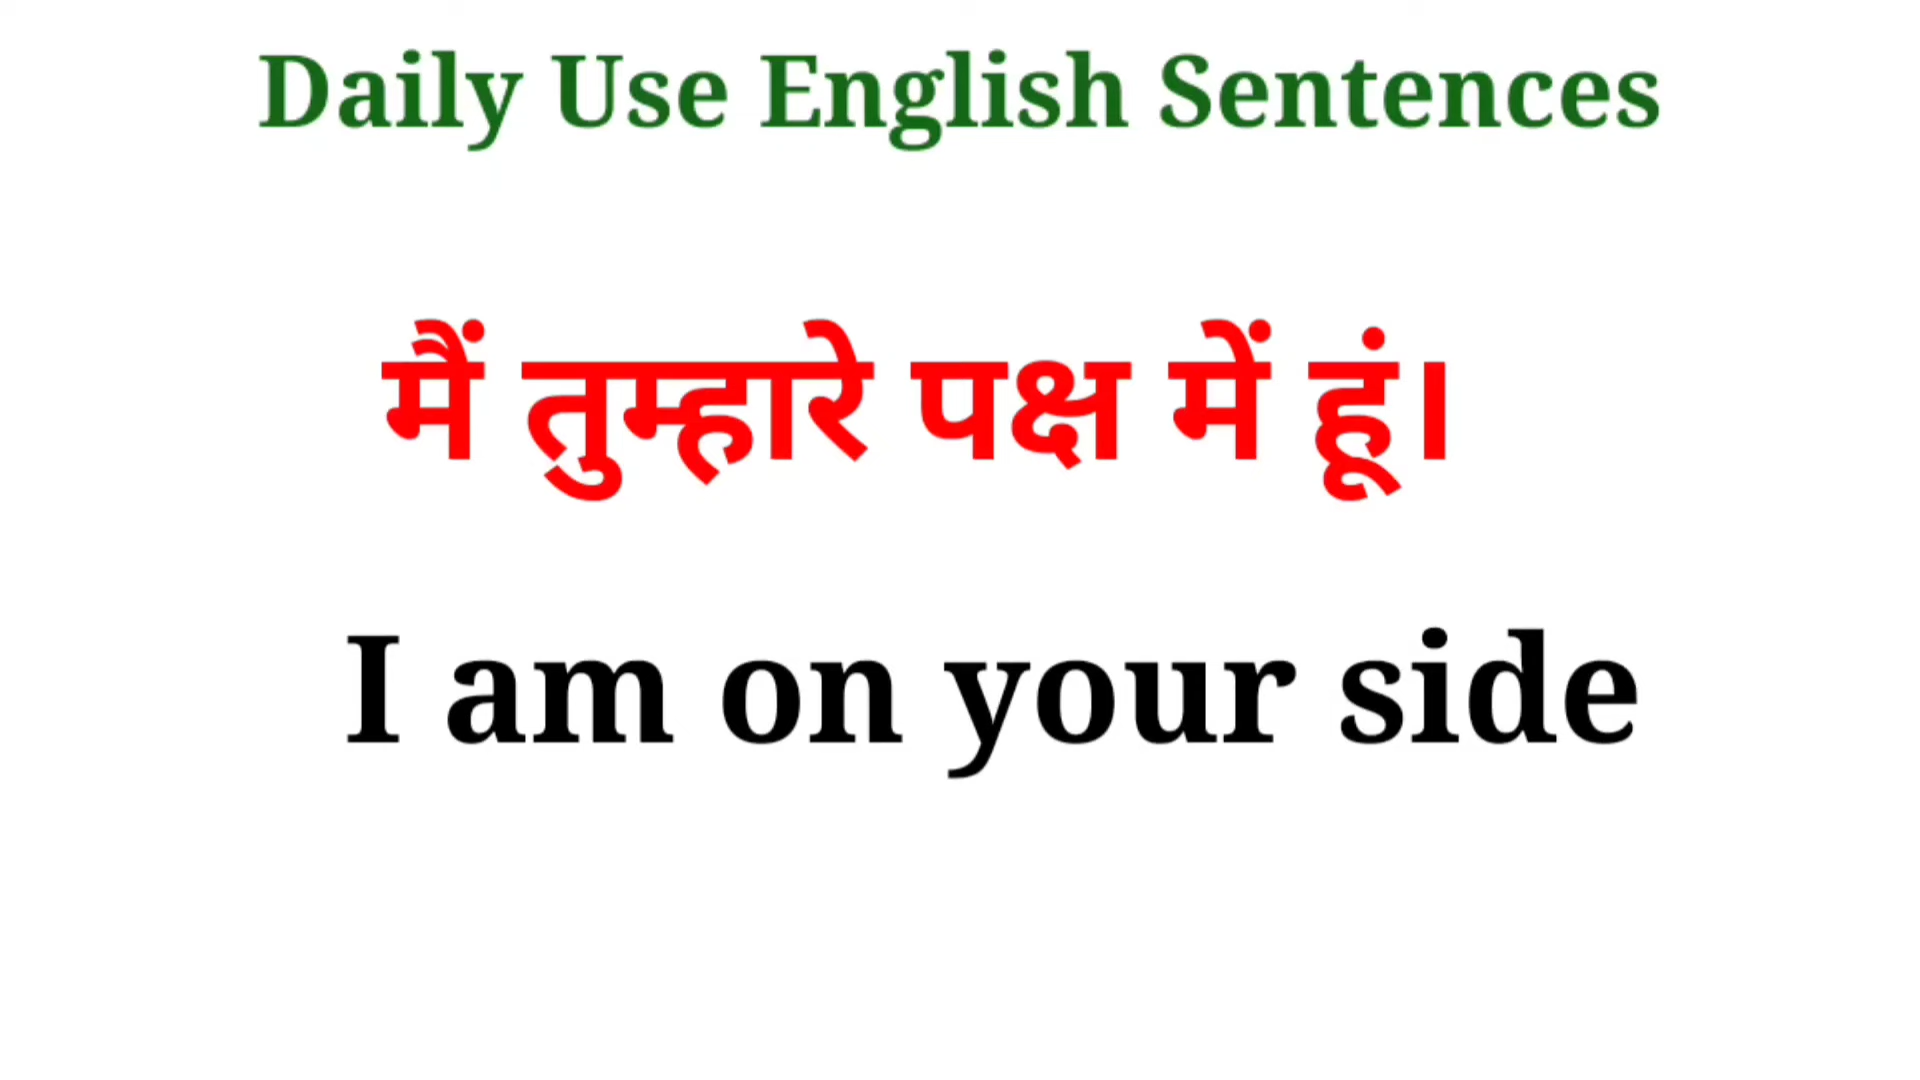 Daily Use English Sentences
मैं तुम्हारे पक्ष में हूं।
I am on your side